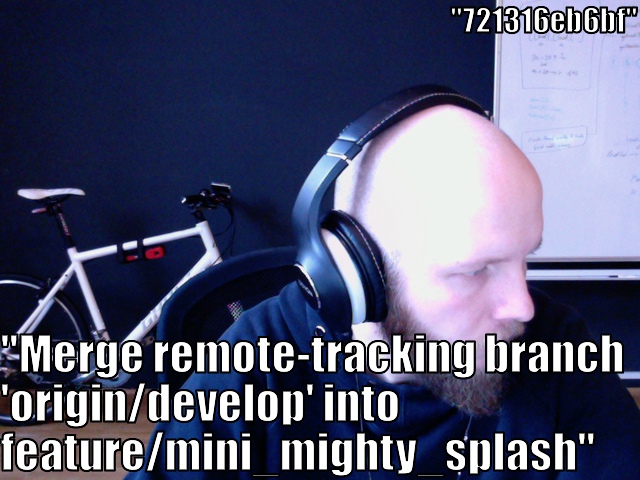 "721316eb6bf"
"Merge remote-tracking branch
'origin/develop' into
feature/mini_mighty_splash"